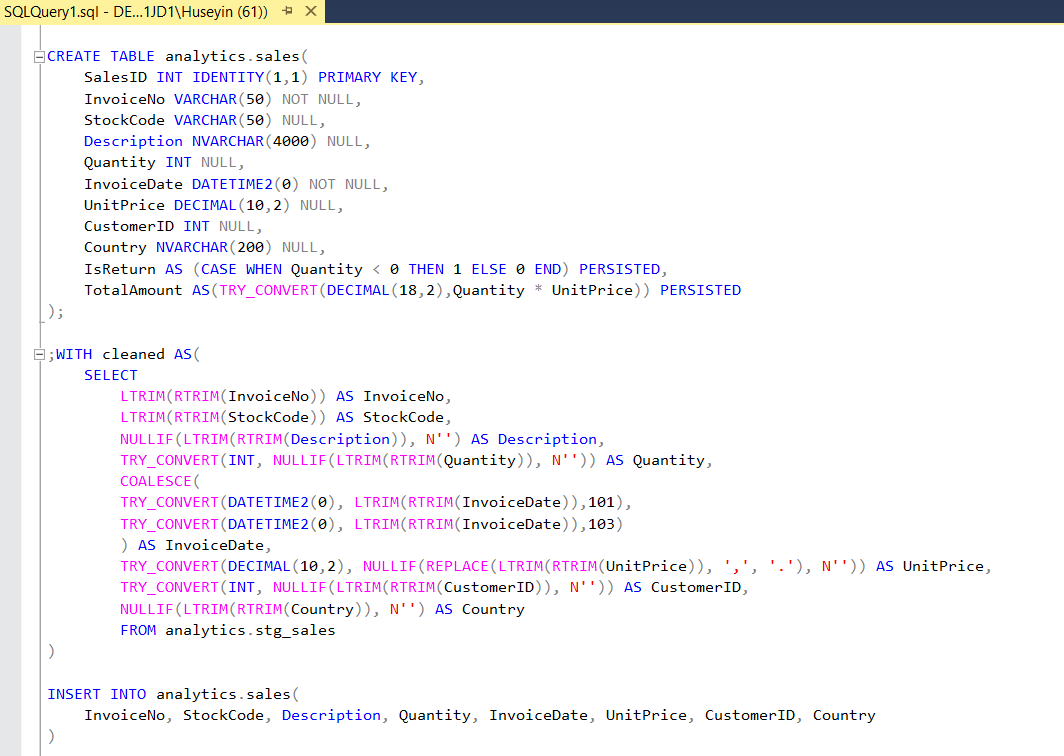 SQLQuery1.sql - DE...1JD1\Huseyin (61))
CREATE TABLE analytics.sales(
SalesID INT IDENTITY(1,1) PRIMARY KEY,
InvoiceNo VARCHAR(50) NOT NULL,
StockCode VARCHAR(50) NULL,
Description NVARCHAR(4000) NULL,
Quantity INT NULL,
InvoiceDate DATETIME2(0) NOT NULL,
UnitPrice DECIMAL(10,2) NULL,
CustomerID INT NULL,
Country NVARCHAR(200) NULL,
IsReturn AS (CASE WHEN Quantity < 0 THEN 1 ELSE 0 END) PERSISTED,
TotalAmount AS(TRY_CONVERT(DECIMAL(18,2),Quantity * UnitPrice)) PERSISTED
);
;WITH cleaned AS(
SELECT
LTRIM(RTRIM(InvoiceNo)) AS InvoiceNo,
LTRIM(RTRIM(StockCode)) AS StockCode,
NULLIF(LTRIM(RTRIM(Description)), N'') AS Description,
TRY_CONVERT(INT, NULLIF(LTRIM(RTRIM(Quantity)), N'')) AS Quantity,
COALESCE(
TRY_CONVERT(DATETIME2(0), LTRIM(RTRIM(InvoiceDate)),101),
TRY_CONVERT(DATETIME2(0), LTRIM(RTRIM(InvoiceDate)),103)
) AS InvoiceDate,
TRY_CONVERT(DECIMAL(10,2), NULLIF(REPLACE(LTRIM(RTRIM(UnitPrice)), ',', '.'), N'')) AS UnitPrice,
TRY_CONVERT(INT, NULLIF(LTRIM(RTRIM(CustomerID)), N'')) AS CustomerID,
NULLIF(LTRIM(RTRIM(Country)), N'') AS Country
FROM analytics.stg_sales
)
INSERT INTO analytics.sales(
InvoiceNo, StockCode, Description, Quantity, InvoiceDate, UnitPrice, CustomerID, Country
)